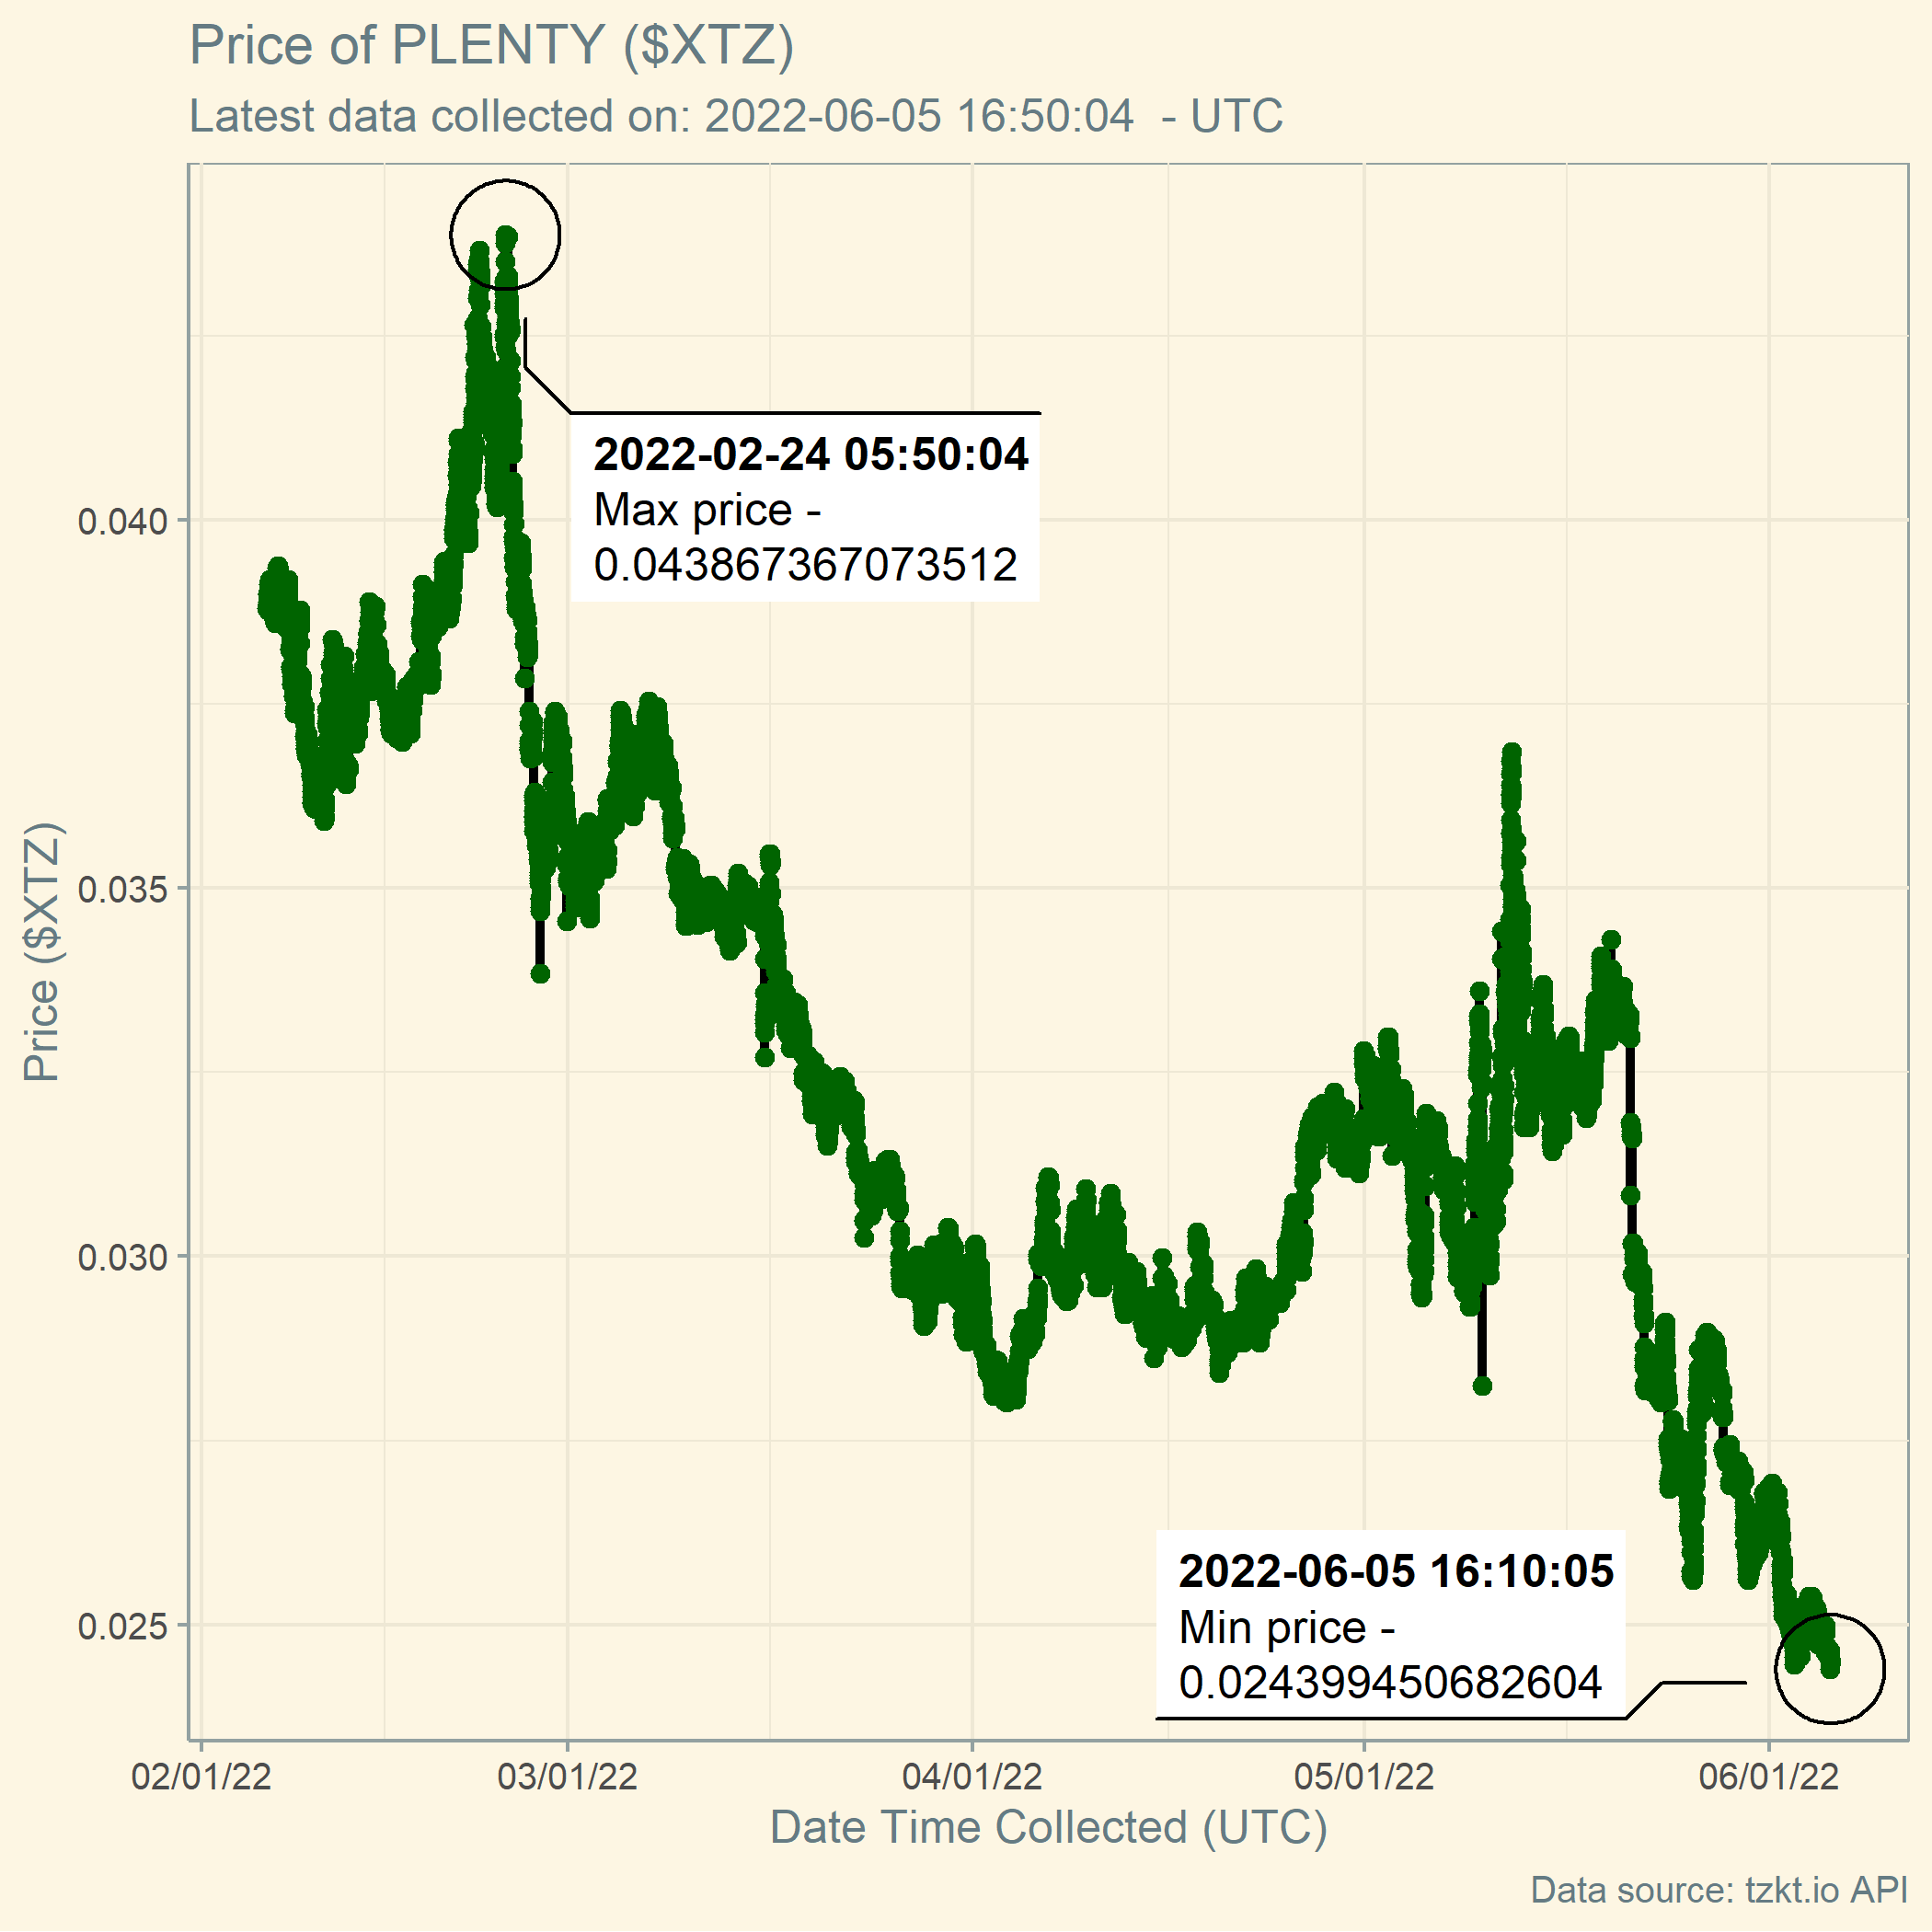 Price of PLENTY ($XTZ)
Latest data collected on: 2022-06-05 16:50:04  - UTC
2022-02-24 05:50:04
Max price -
0.043867367073512
0.040
0.035
0.030
0.025
Price ($XTZ)
2022-06-05 16:10:05
Min price -
0.024399450682604
02/01/22
03/01/22
04/01/22
05/01/22
06/01/22
Date Time Collected (UTC)
Data source: tzkt.io API